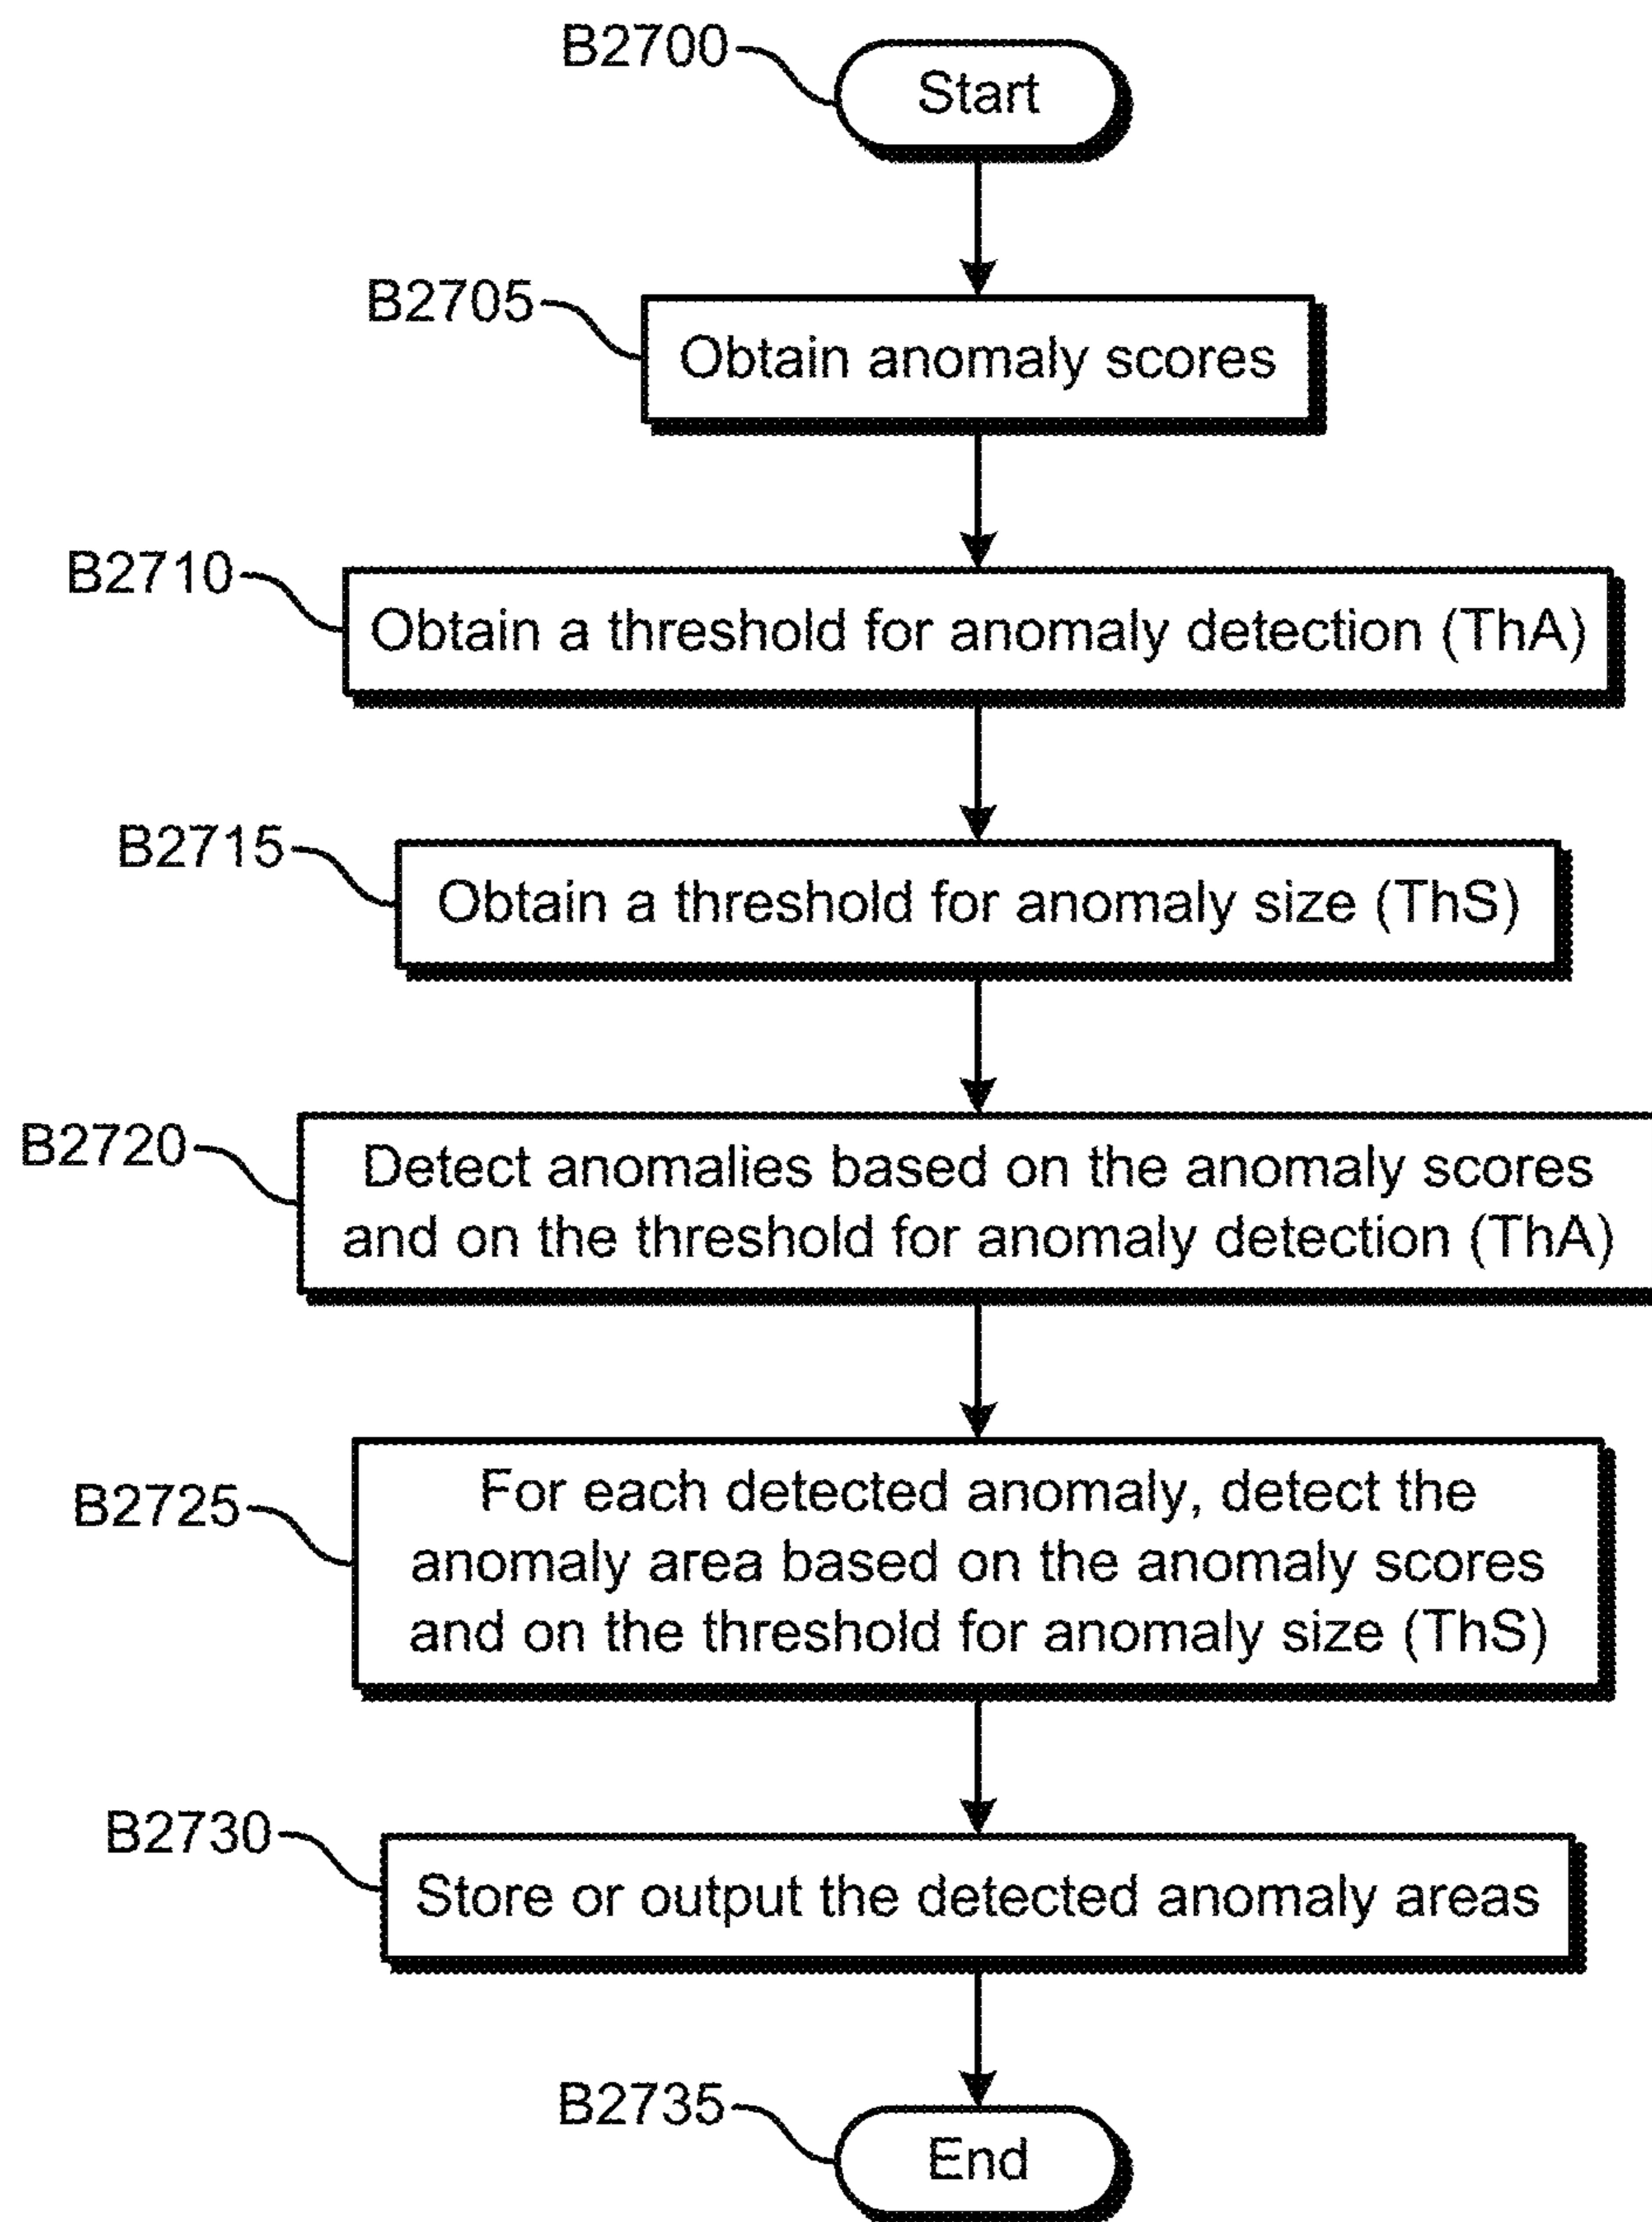 B2700
Start
B2705
Obtain anomaly scores
B2710
Obtain a threshold for anomaly detection (ThA)
B2715
Obtain a threshold for anomaly size (ThS)
B2720
Detect anomalies based on the anomaly scores
and on the threshold for anomaly detection (ThA)
B2725
For each detected anomaly, detect the
anomaly area based on the anomaly scores
and on the threshold for anomaly size (ThS)
B2730
Store or output the detected anomaly areas
B2735
End